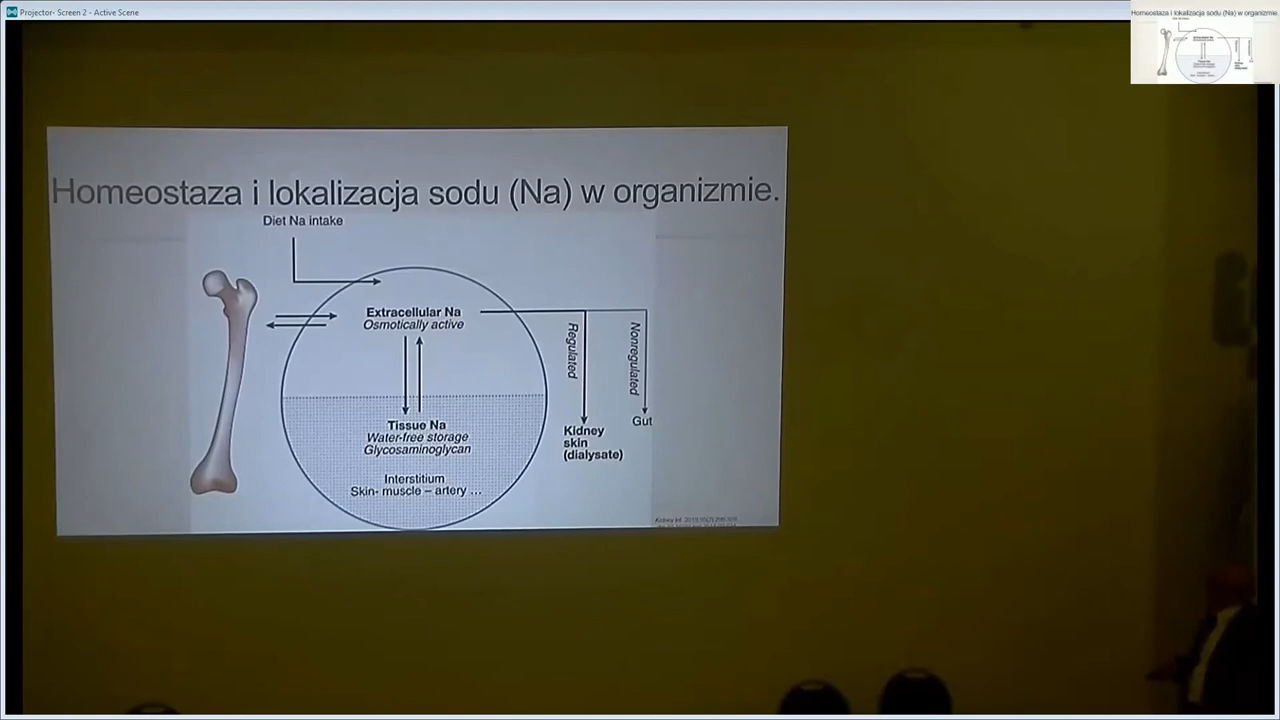 Projector- Screen 2 - Active Scene
Homeostaza i lokalizacja sodu (Na) w organizmie.
Homeostaza i lokalizacja sodu (Na) w organizmie.
Diet Na intake
Extracellular Na
Osmotically active
Regulated
Nonregulated
Tissue Na
Water-free storage
Glycosaminoglycan
Interstitium
Skin- muscle – artery ...
Kidney
skin
(dialysate)
Gut